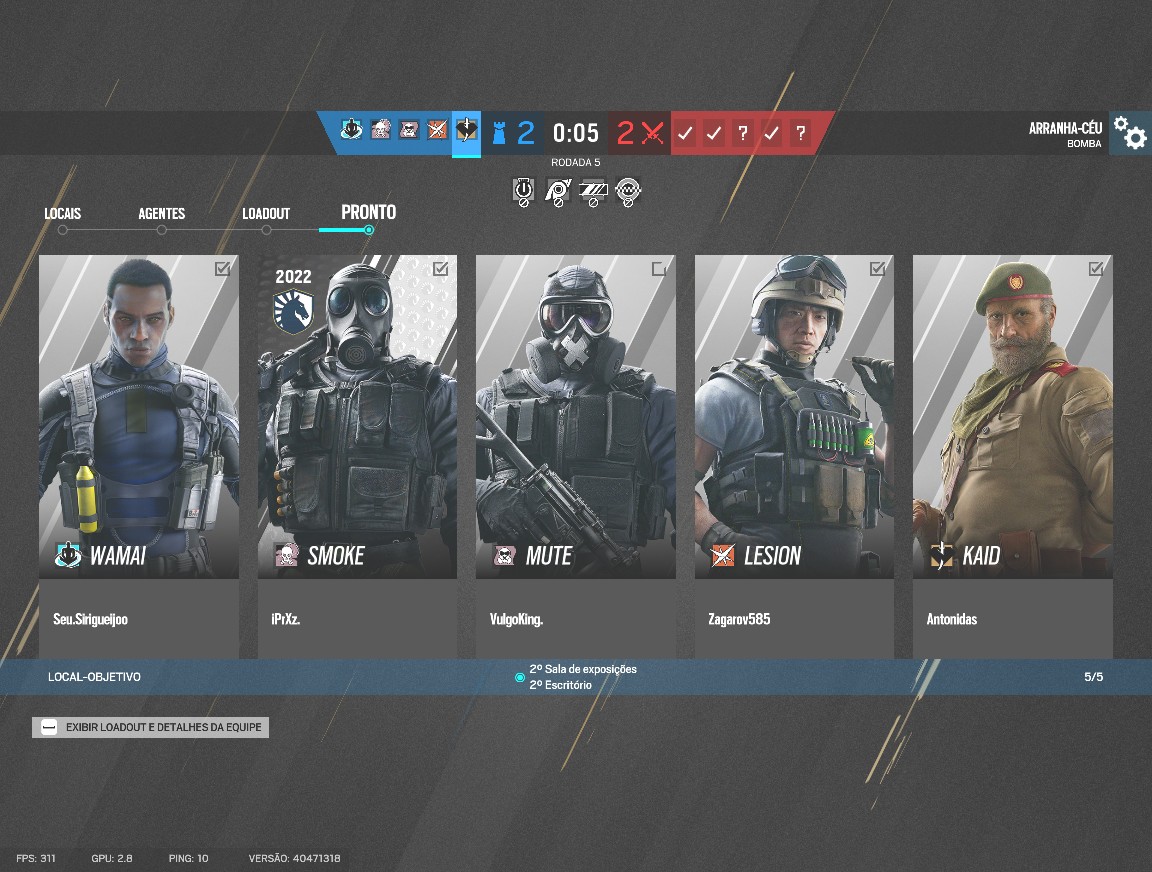 2 0:05 2
RODADA 5
ARRANHA-CÉU
BOMBA
LOCAIS AGENTES LOADOUT PRONTO
2022
WAMAI SMOKE MUTE LESION KAID
Seu.Sirigueijoo iPrXz. VulgoKing. Zagarov585 Antonidas
LOCAL-OBJETIVO
2º Sala de exposições
2º Escritório
5/5
EXIBIR LOADOUT E DETALHES DA EQUIPE
FPS: 311 GPU: 2.8 PING: 10 VERSÃO: 40471318